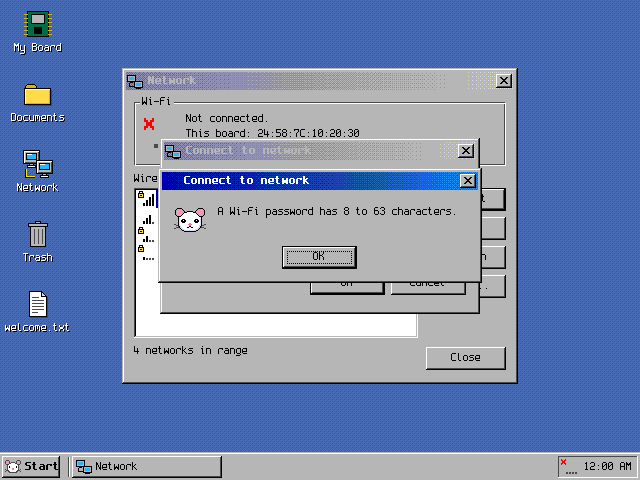 My Board
Documents
Network
Trash
welcome.txt
Network
Wi-Fi
Not connected.
This board: 24:58:7C:10:20:30
Connect to network
Connect to network
A Wi-Fi password has 8 to 63 characters.
OK
4 networks in range
Close
Start
Network
12:00 AM